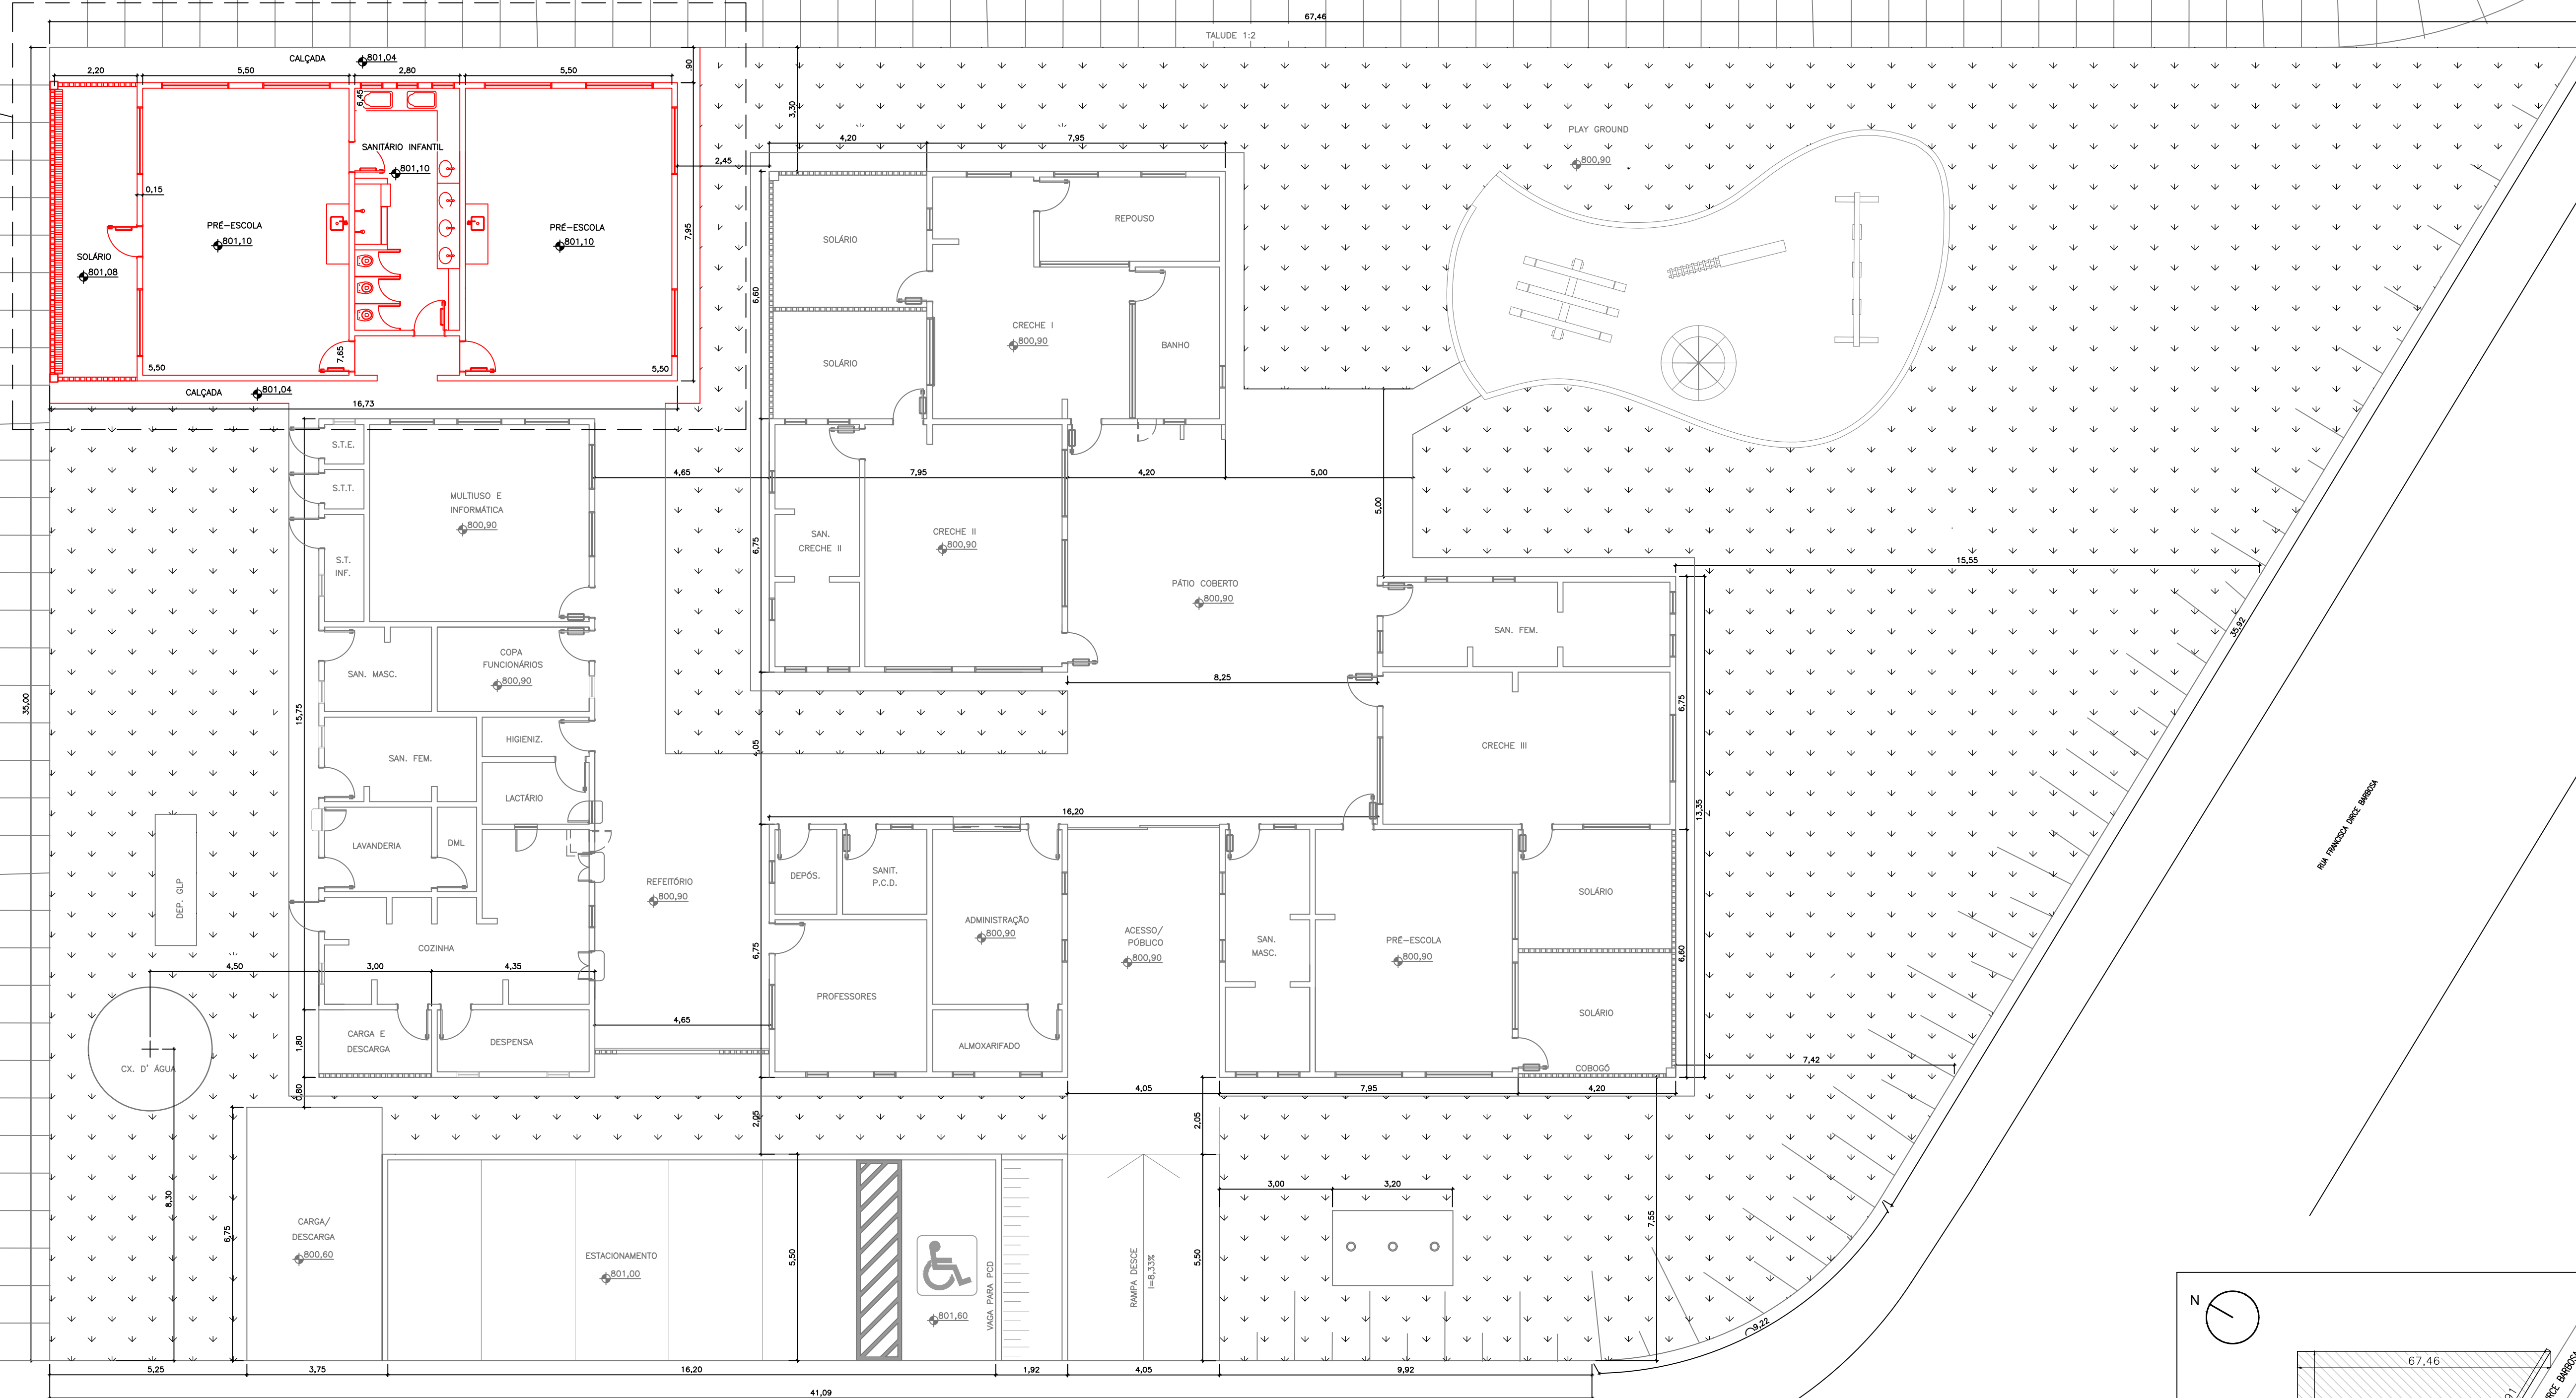 67,46
TALUDE 1:2
CALÇADA
801,04
2,20
5,50
2,80
5,50
,90
3,30
6,45
SANITÁRIO INFANTIL
801,10
0,15
PRÉ-ESCOLA
801,10
PRÉ-ESCOLA
801,10
SOLÁRIO
801,08
7,95
7,65
5,50
5,50
CALÇADA
801,04
16,73
2,45
4,20
7,95
PLAY GROUND
800,90
SOLÁRIO
REPOUSO
6,60
CRECHE I
800,90
BANHO
SOLÁRIO
S.T.E.
S.T.T.
S.T.
INF.
MULTIUSO E
INFORMÁTICA
800,90
4,65
7,95
4,20
5,00
5,00
SAN.
CRECHE II
CRECHE II
800,90
6,75
PÁTIO COBERTO
800,90
15,55
SAN. FEM.
35,92
COPA
FUNCIONÁRIOS
800,90
SAN. MASC.
8,25
35,00
15,75
6,75
HIGIENIZ.
SAN. FEM.
4,05
CRECHE III
LACTÁRIO
16,20
13,35
RUA FRANCISCA DIRCE BARBOSA
LAVANDERIA
DML
DEP. GLP
REFEITÓRIO
800,90
DEPÓS.
SANIT.
P.C.D.
ADMINISTRAÇÃO
800,90
ACESSO/
PÚBLICO
800,90
SAN.
MASC.
PRÉ-ESCOLA
800,90
SOLÁRIO
6,60
COZINHA
6,75
4,50
3,00
4,35
PROFESSORES
SOLÁRIO
4,65
CARGA E
DESCARGA
DESPENSA
ALMOXARIFADO
1,80
CX. D' ÁGUA
COBOGÓ
7,42
0,80
4,05
7,95
4,20
2,05
2,05
8,30
6,75
3,00
3,20
CARGA/
DESCARGA
800,60
ESTACIONAMENTO
801,00
5,50
801,60
VAGA PARA PCD
RAMPA DESCE
I=8,33%
5,50
7,55
9,22
N
5,25
3,75
16,20
1,92
4,05
9,92
41,09
67,46